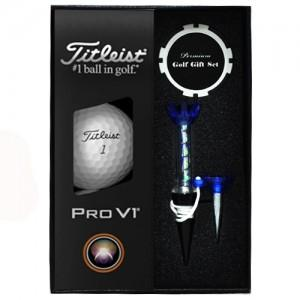 Titleist
#1 ball in golf.
Titleist
1
PRO V1
Premium
Golf Gift Set